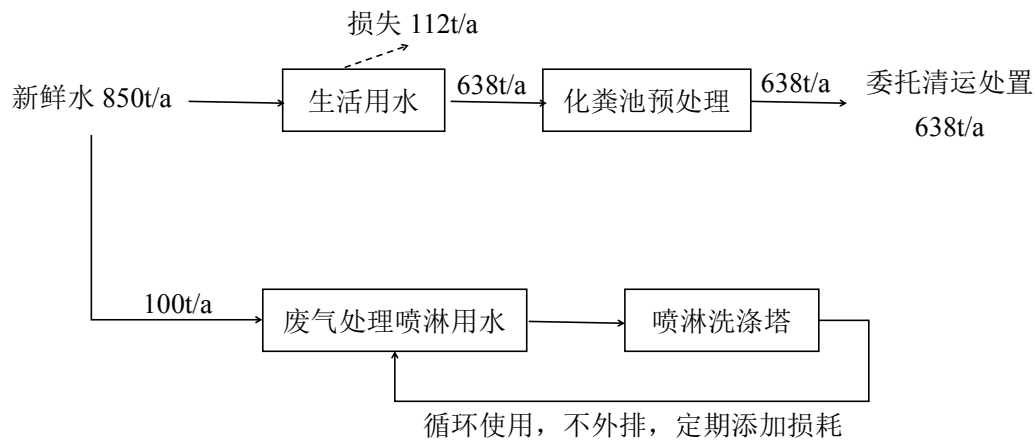 损失 112t/a
新鲜水 850t/a
生活用水
638t/a
化粪池预处理
638t/a
委托清运处置
638t/a
100t/a
废气处理喷淋用水
喷淋洗涤塔
循环使用，不外排，定期添加损耗